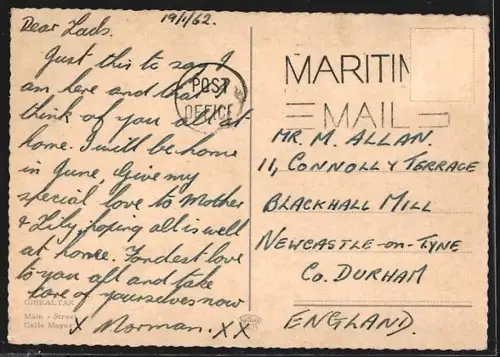 19/1/62.
Dear Lads.
Just this to say I
am here and that I
think of you all at
home. I will be home
in June, Give my
special love to Mother
& Lily, hoping all is well
at home. Fondest love
to you all and take
care of yourselves now
X Norman. XX
GIBRALTAR
Main - Street
Calle Mayor
POST
OFFICE
MARITIM
MAIL
MR. M. ALLAN.
11, CONNOLLY TERRACE
BLACKHALL MILL
NEWCASTLE-ON-TYNE
CO. DURHAM
ENGLAND.